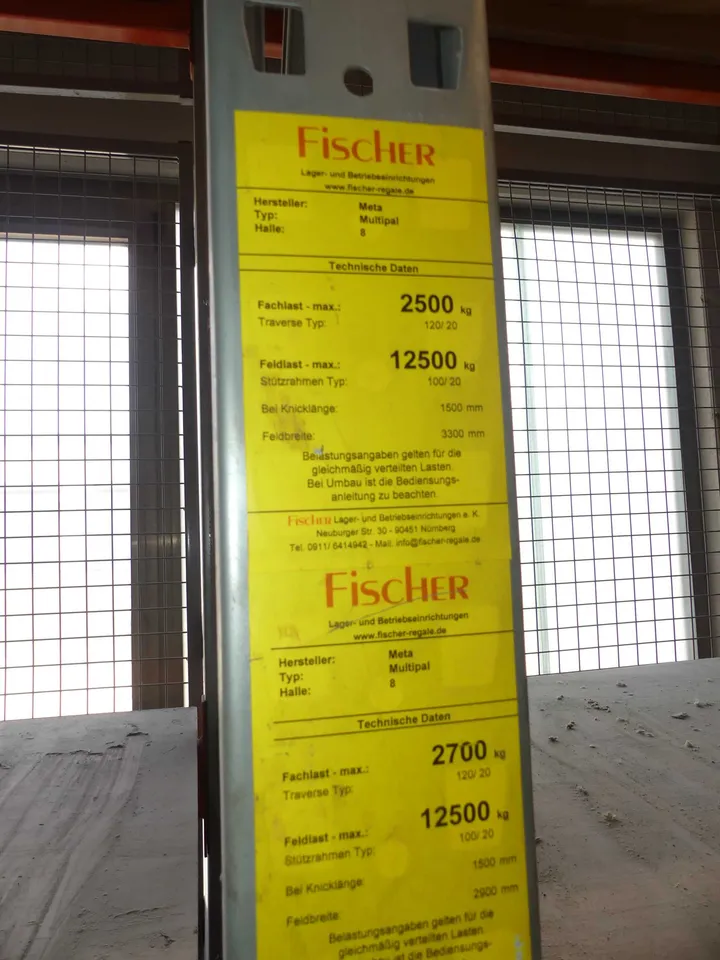 Fischer
Lager- und Betriebseinrichtungen
www.fischer-regale.de
Hersteller: Meta
Typ: Multipal
Halle: 8
Technische Daten
Fachlast - max.: 2500 kg
Traverse Typ: 120/ 20
Feldlast - max.: 12500 kg
Stützrahmen Typ: 100/ 20
Bei Knicklänge: 1500 mm
Feldbreite: 3300 mm
Belastungsangaben gelten für die
gleichmäßig verteilten Lasten.
Bei Umbau ist die Bedienungs-
anleitung zu beachten.
Fischer Lager- und Betriebseinrichtungen e. K.
Neuburger Str. 30 - 90451 Nürnberg
Tel. 0911/ 6414942 - Mail. info@fischer-regale.de
Fischer
Lager- und Betriebseinrichtungen
www.fischer-regale.de
Hersteller: Meta
Typ: Multipal
Halle: 8
Technische Daten
Fachlast - max.: 2700 kg
Traverse Typ: 120/ 20
Feldlast - max.: 12500 kg
Stützrahmen Typ: 100/ 20
Bei Knicklänge: 1500 mm
Feldbreite: 2900 mm
Belastungsangaben gelten für die
gleichmäßig verteilten Lasten.
ist die Bedienungs-